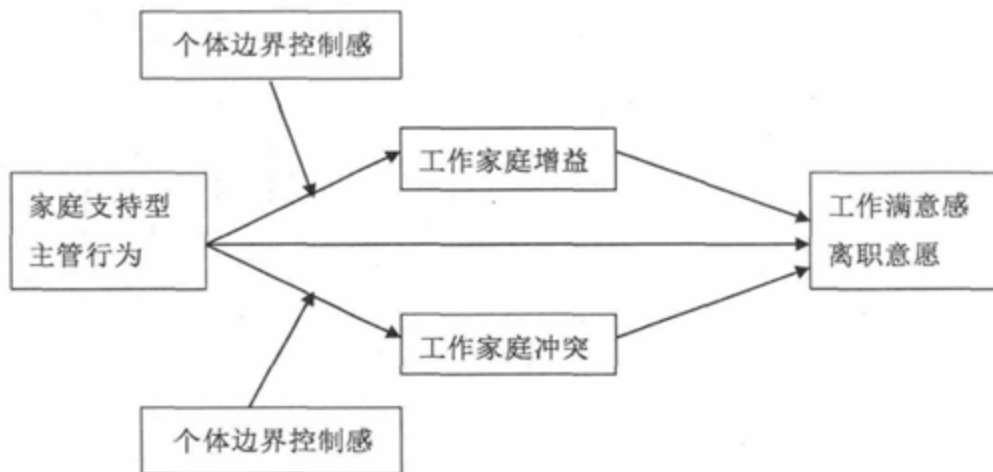 个体边界控制感
工作家庭增益
家庭支持型
主管行为
工作满意感
离职意愿
工作家庭冲突
个体边界控制感